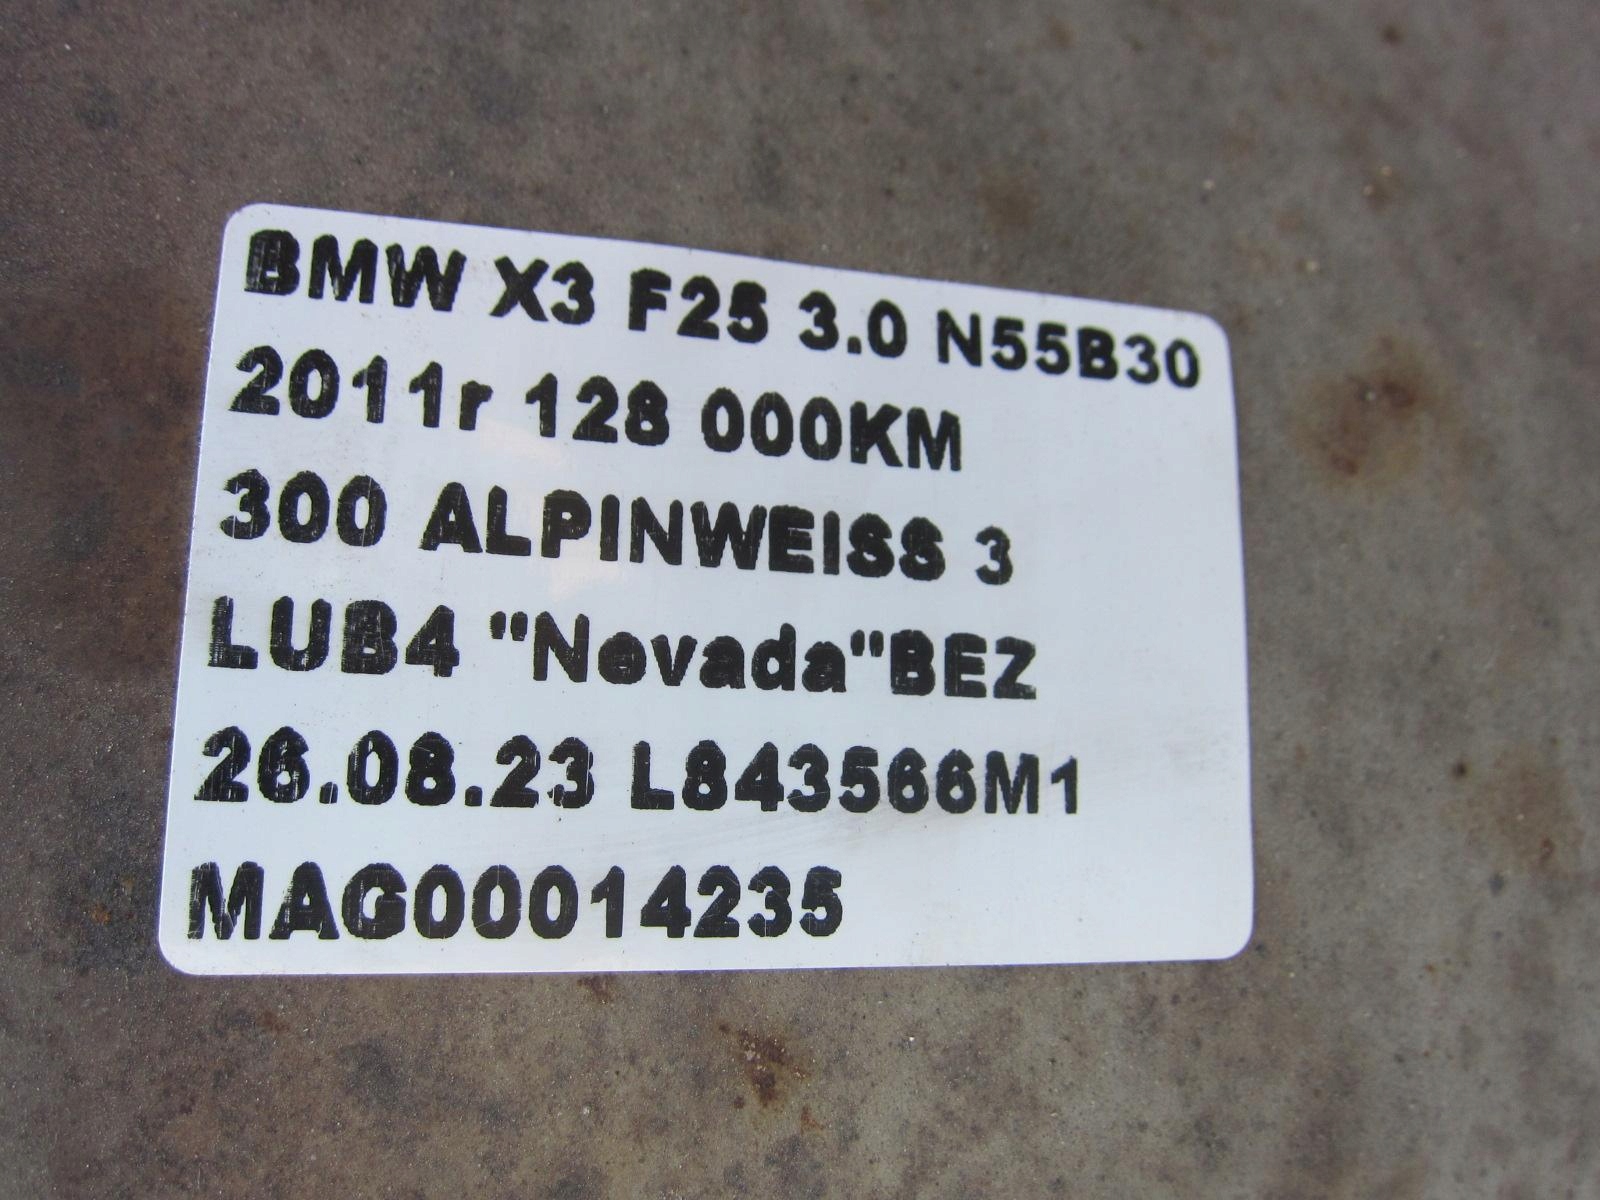 BMW X3 F25 3.0 N55B30
2011r 128 000KM
300 ALPINWEISS 3
LUB4 "Nevada"BEZ
26.08.23 L843566M1
MAG00014235